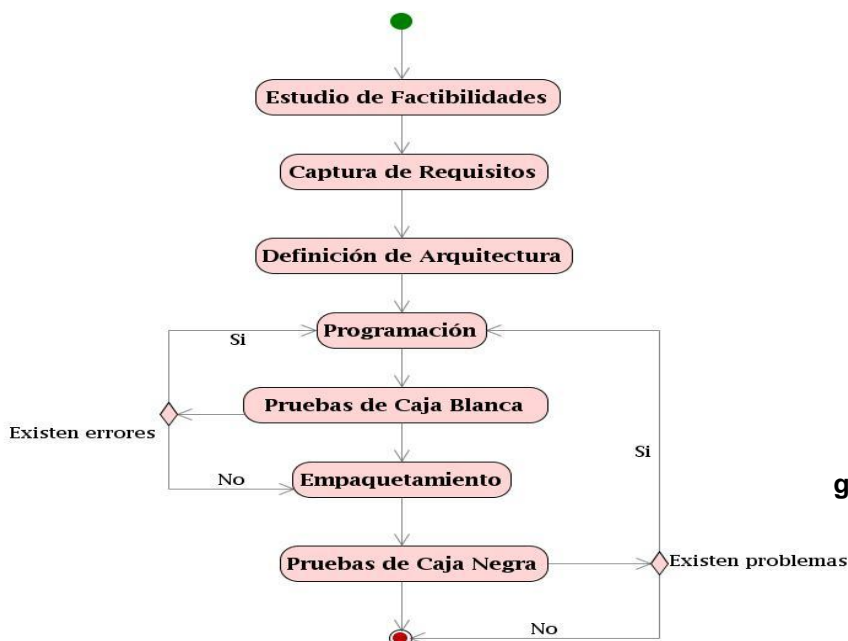 Estudio de Factibilidades
Captura de Requisitos
Definición de Arquitectura
Programación
Si
Pruebas de Caja Blanca
Existen errores
Si
No
Empaquetamiento
g
Pruebas de Caja Negra
Existen problemas
No